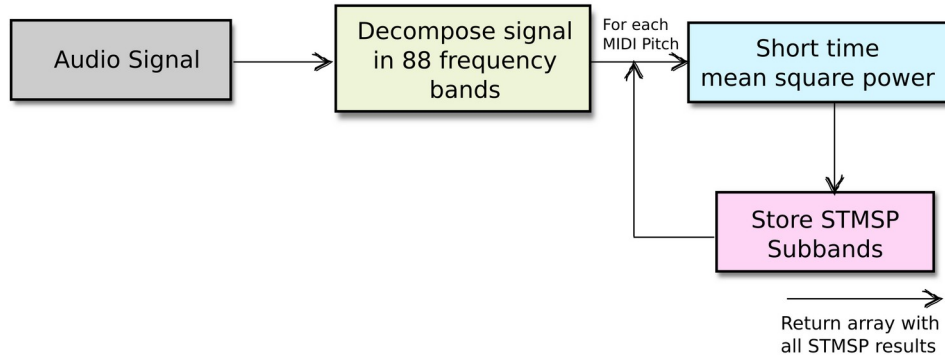 Audio Signal
Decompose signal
in 88 frequency
bands
For each
MIDI Pitch
Short time
mean square power
Store STMSP
Subbands
Return array with
all STMSP results